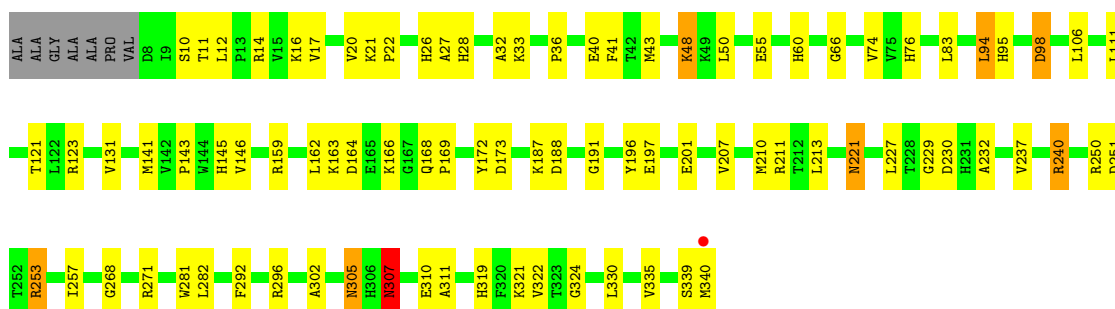 ALA ALA GLY ALA ALA PRO VAL D8 I9 S10 T11 L12 P13 R14 V15 K16 V17 V20 K21 P22 H26 A27 H28 A32 K33 P36 E40 F41 T42 M43 K48 K49 L50 E55 H60 G66 V74 V75 H76 L83 L94 H95 D98 L106 L111
T121 L122 R123 V131 M141 V142 P143 W144 H145 V146 R159 L162 K163 D164 E165 K166 G167 Q168 P169 Y172 D173 K187 D188 G191 Y196 E197 E201 V207 M210 R211 T212 L213 N221 L227 T228 G229 D230 H231 A232 V237 R240 R250
T252 R253 I257 G268 R271 W281 L282 F292 R296 A302 N305 H306 N307 E310 A311 H319 F320 K321 V322 T323 G324 L330 V335 S339 M340